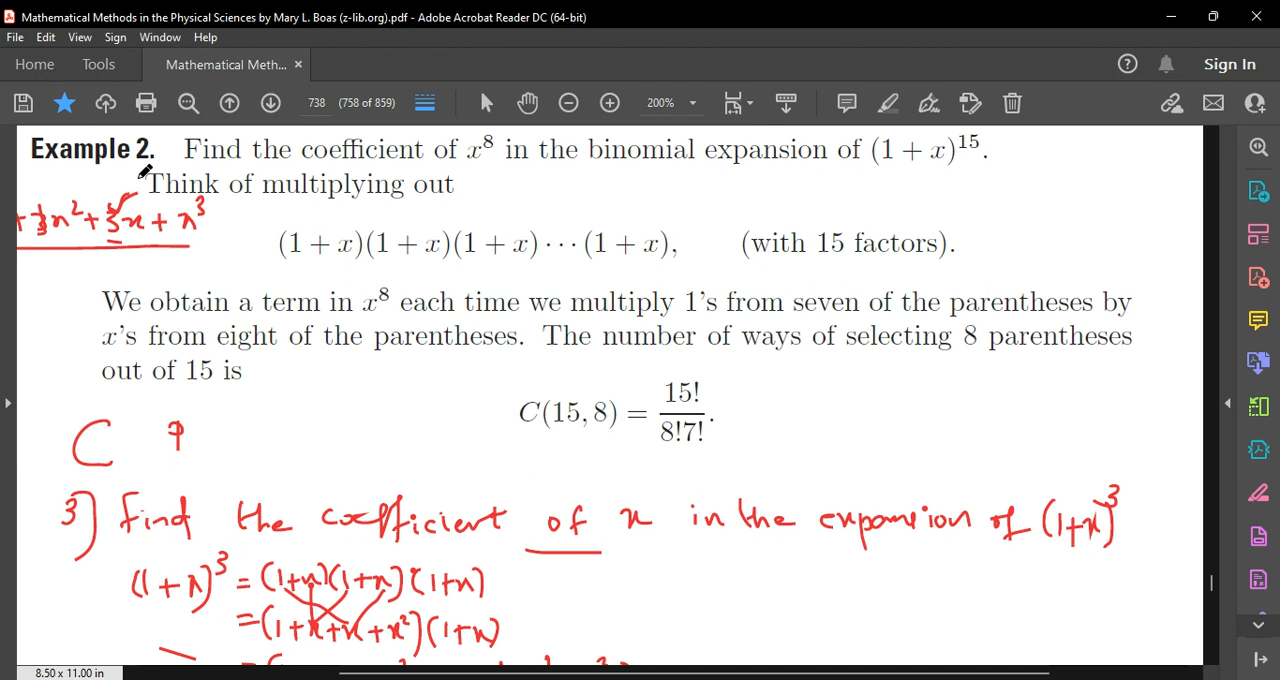 Mathematical Methods in the Physical Sciences by Mary L. Boas (z-lib.org).pdf - Adobe Acrobat Reader DC (64-bit)
File Edit View Sign Window Help
Home Tools Mathematical Meth... × Sign In
738 (758 of 859) 200%
Example 2. Find the coefficient of x⁸ in the binomial expansion of (1 + x)¹⁵.
Think of multiplying out
(1 + x)(1 + x)(1 + x) · · · (1 + x), (with 15 factors).
We obtain a term in x⁸ each time we multiply 1's from seven of the parentheses by
x's from eight of the parentheses. The number of ways of selecting 8 parentheses
out of 15 is
C(15, 8) = 15!/8!7!.
C
3) Find the coefficient of x in the expansion of (1+x)³
(1+x)³ = (1+x)(1+x)(1+x)
= (1+x+x+x²)(1+x)
8.50 x 11.00 in